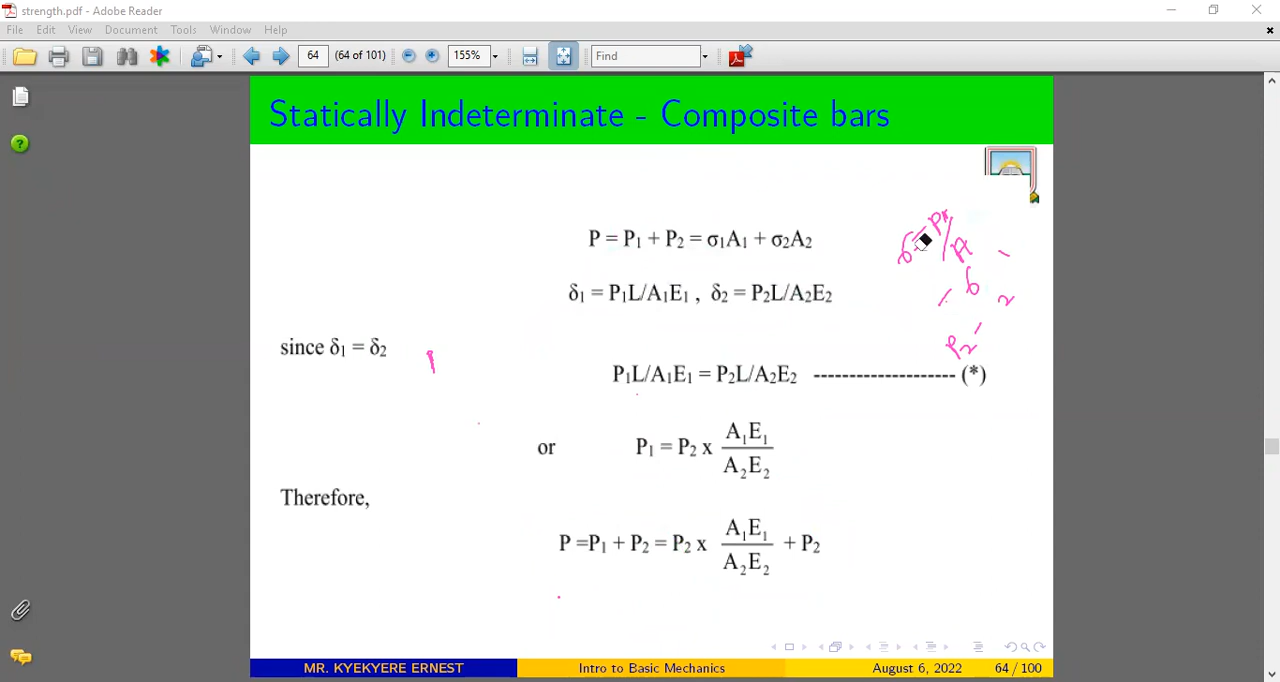 strength.pdf - Adobe Reader
File Edit View Document Tools Window Help
64 (64 of 101) 155% Find
Statically Indeterminate - Composite bars
P = P₁ + P₂ = σ₁A₁ + σ₂A₂
δ₁ = P₁L/A₁E₁ , δ₂ = P₂L/A₂E₂
since δ₁ = δ₂
P₁L/A₁E₁ = P₂L/A₂E₂ -------------------- (*)
or P₁ = P₂ x A₁E₁
A₂E₂
Therefore,
P =P₁ + P₂ = P₂ x A₁E₁ + P₂
A₂E₂
P₂
MR. KYEKYERE ERNEST Intro to Basic Mechanics August 6, 2022 64 / 100